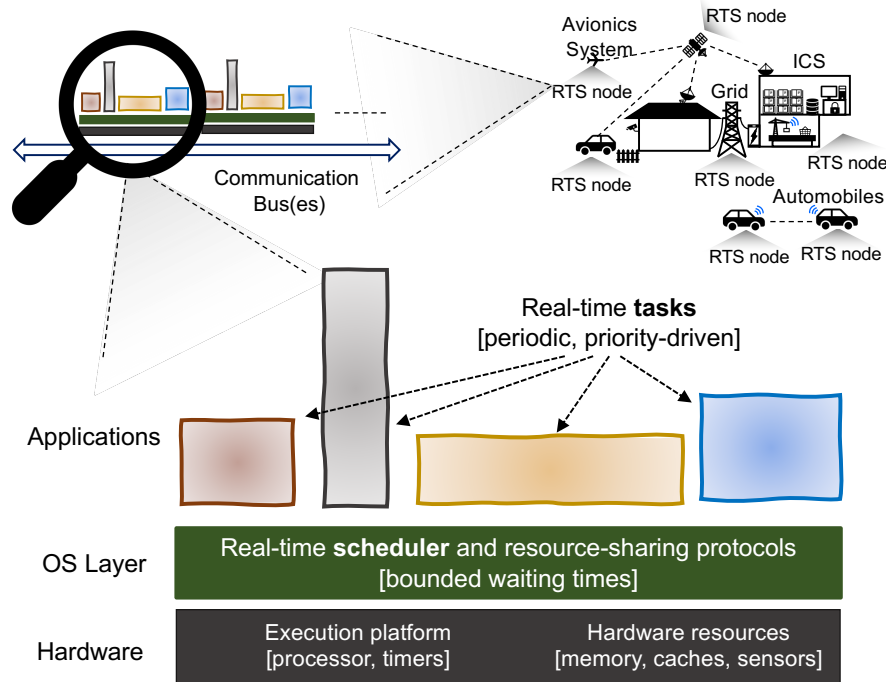 RTS node
Avionics
System
ICS
RTS node
Grid
Communication
Bus(es)
RTS node
RTS node
RTS node
Automobiles
RTS node
RTS node
Real-time tasks
[periodic, priority-driven]
Applications
OS Layer
Real-time scheduler and resource-sharing protocols
[bounded waiting times]
Hardware
Execution platform
[processor, timers]
Hardware resources
[memory, caches, sensors]